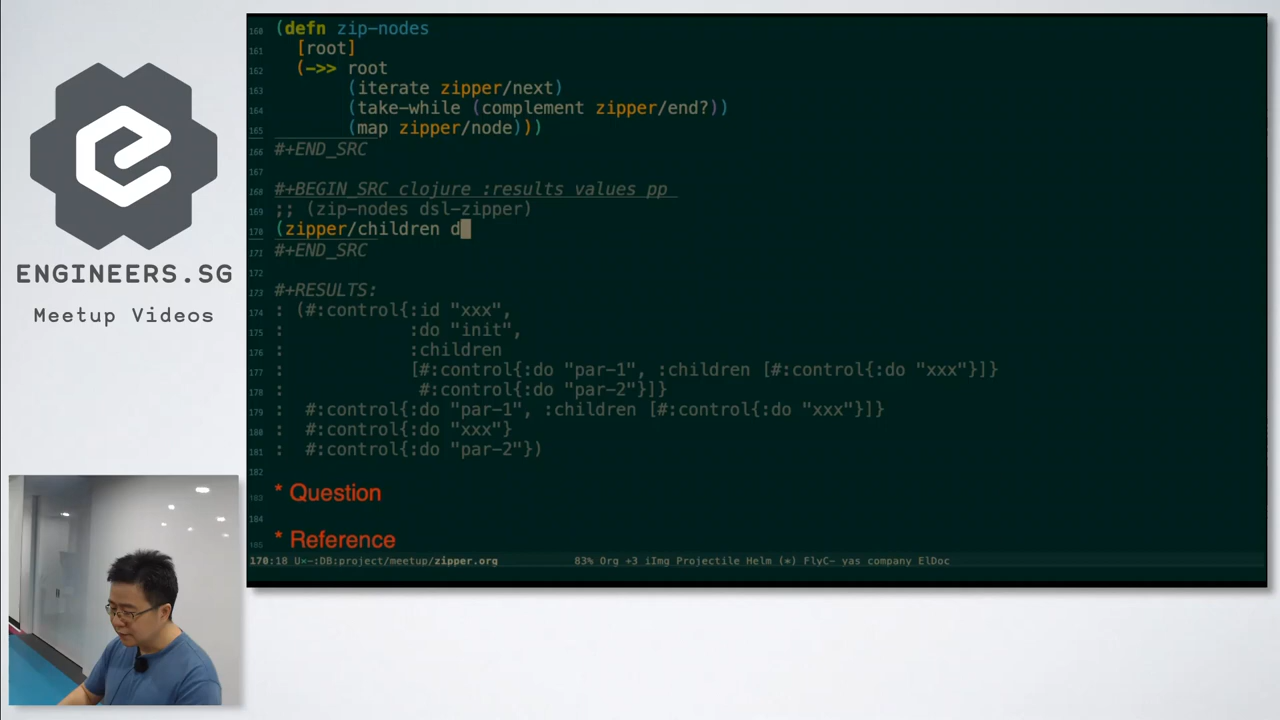 160 (defn zip-nodes
161 [root]
162 (->> root
163 (iterate zipper/next)
164 (take-while (complement zipper/end?))
165 (map zipper/node)))
166 #+END_SRC
167
168 #+BEGIN_SRC clojure :results values pp
169 ;; (zip-nodes dsl-zipper)
170 (zipper/children d
171 #+END_SRC
172
173 #+RESULTS:
174 : (#:control{:id "xxx",
175 : :do "init",
176 : :children
177 : [#:control{:do "par-1", :children [#:control{:do "xxx"}]}
178 : #:control{:do "par-2"}]}
179 : #:control{:do "par-1", :children [#:control{:do "xxx"}]}
180 : #:control{:do "xxx"}
181 : #:control{:do "par-2"})
182
183 * Question
184
185 * Reference
170:18 U×-:DB:project/meetup/zipper.org 83% Org +3 iImg Projectile Helm (*) FlyC- yas company ElDoc
ENGINEERS.SG
Meetup Videos